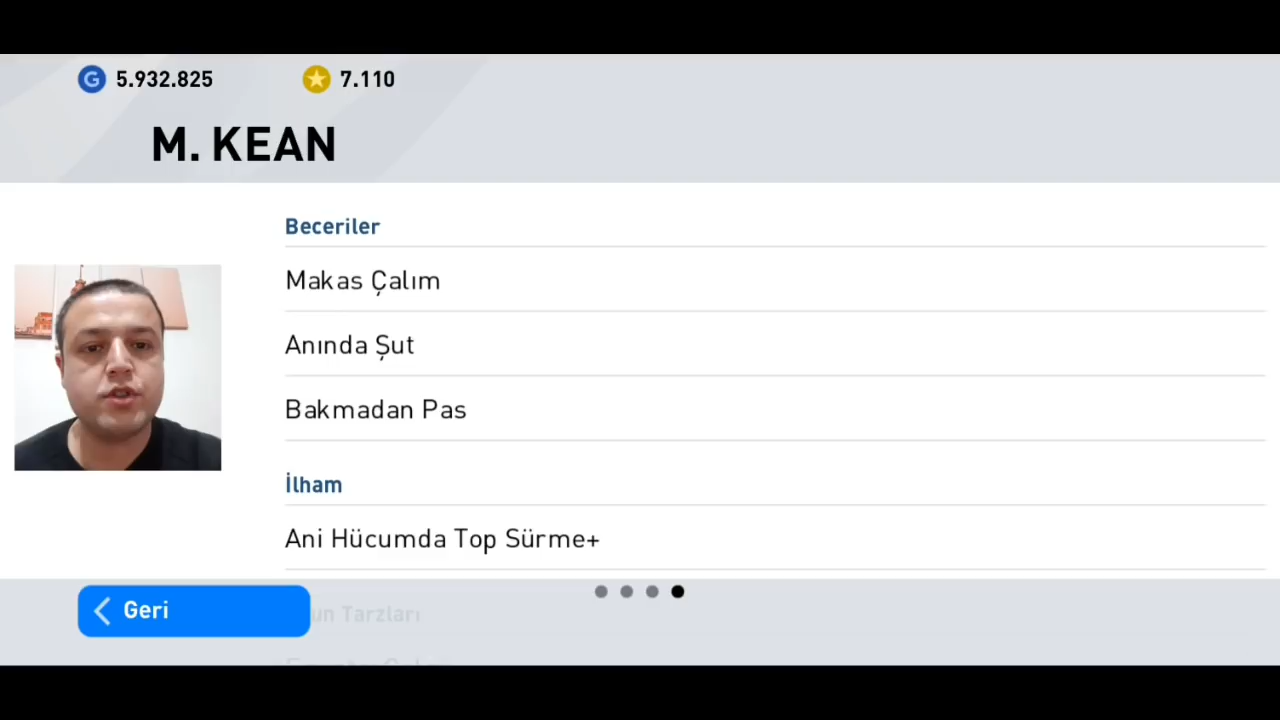 G 5.932.825 7.110
M. KEAN
Beceriler
Makas Çalım
Anında Şut
Bakmadan Pas
İlham
Ani Hücumda Top Sürme+
Geri
Tarzları